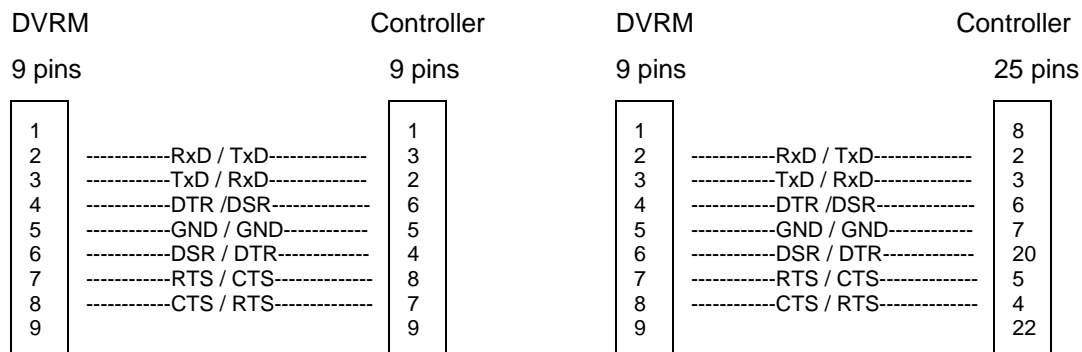 DVRM Controller DVRM Controller
9 pins 9 pins 9 pins 25 pins
1 1 1 8
2 ------------RxD / TxD-------------- 3 2 ------------RxD / TxD-------------- 2
3 ------------TxD / RxD-------------- 2 3 ------------TxD / RxD-------------- 3
4 ------------DTR /DSR-------------- 6 4 ------------DTR /DSR-------------- 6
5 ------------GND / GND------------ 5 5 ------------GND / GND------------ 7
6 ------------DSR / DTR------------- 4 6 ------------DSR / DTR------------- 20
7 ------------RTS / CTS-------------- 8 7 ------------RTS / CTS-------------- 5
8 ------------CTS / RTS-------------- 7 8 ------------CTS / RTS-------------- 4
9 9 9 22